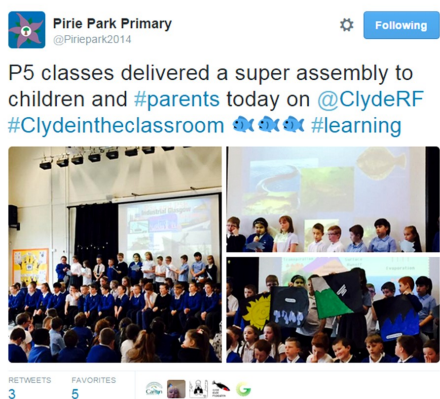 Pirie Park Primary
@Piriepark2014
Following
P5 classes delivered a super assembly to
children and #parents today on @ClydeRF
#Clydeintheclassroom 🐟🐟🐟 #learning
RETWEETS
FAVORITES
3
5